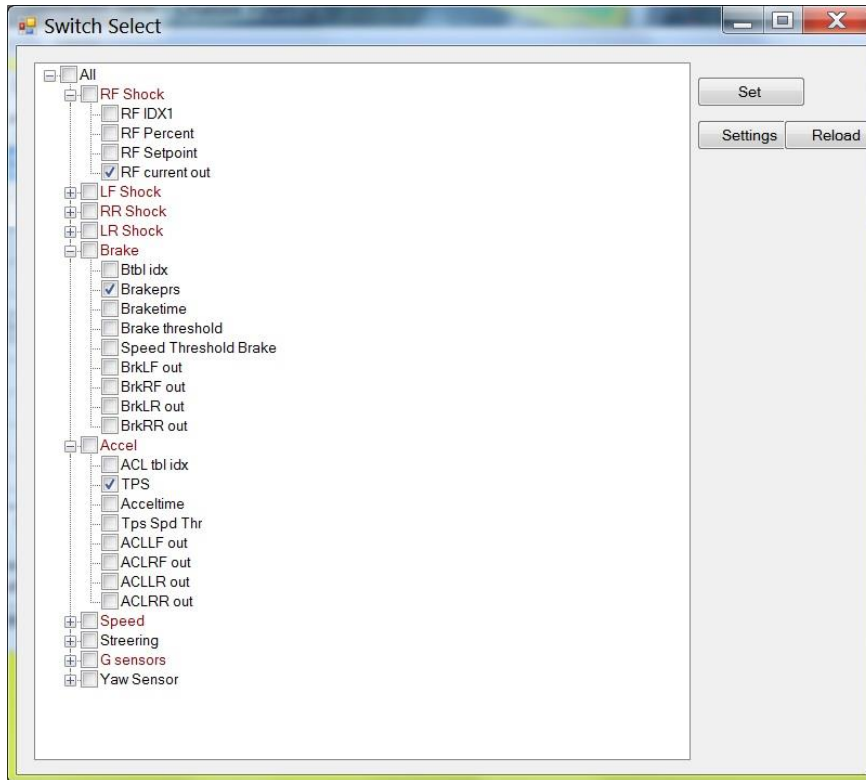 Switch Select
All
RF Shock
Set
RF IDX1
RF Percent
Settings Reload
RF Setpoint
RF current out
LF Shock
RR Shock
LR Shock
Brake
Btbl idx
Brakeprs
Braketime
Brake threshold
Speed Threshold Brake
BrkLF out
BrkRF out
BrkLR out
BrkRR out
Accel
ACL tbl idx
TPS
Acceltime
Tps Spd Thr
ACLLF out
ACLRF out
ACLLR out
ACLRR out
Speed
Streering
G sensors
Yaw Sensor